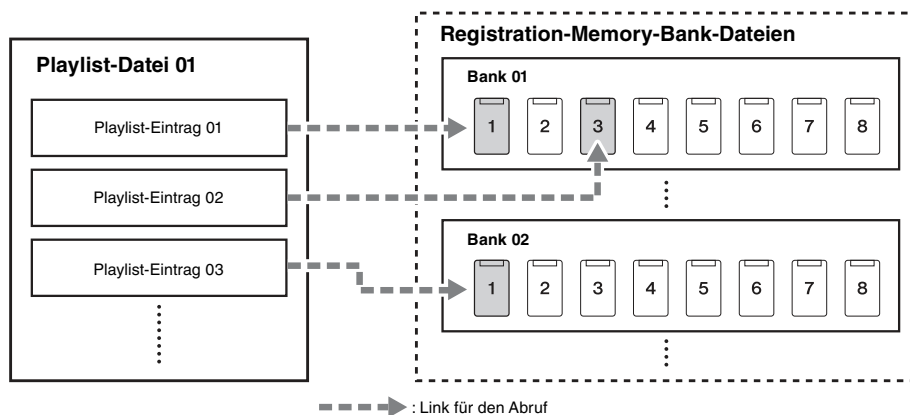 Playlist-Datei 01
Playlist-Eintrag 01
Playlist-Eintrag 02
Playlist-Eintrag 03
Registration-Memory-Bank-Dateien
Bank 01
1 2 3 4 5 6 7 8
Bank 02
1 2 3 4 5 6 7 8
: Link für den Abruf